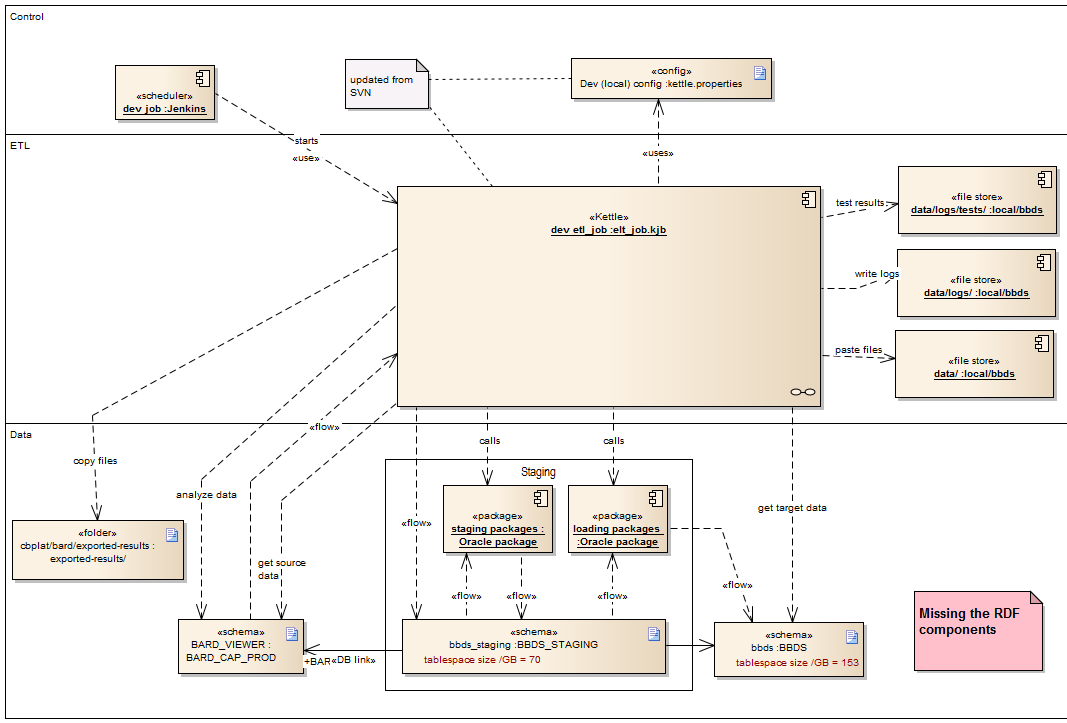 Control
«scheduler»
dev job :Jenkins
updated from
SVN
«config»
Dev (local) config :kettle.properties
starts
«use»
ETL
«uses»
«Kettle»
dev etl_job :elt_job.kjb
test results
«file store»
data/logs/tests/ :local/bbds
write logs
«file store»
data/logs/ :local/bbds
paste files
«file store»
data/ :local/bbds
Data
copy files
«flow»
calls
calls
Staging
analyze data
«flow»
«package»
staging packages :
Oracle package
«package»
loading packages
:Oracle package
get target data
«folder»
cbplat/bard/exported-results :
exported-results/
get source
data
«flow»
«flow»
«flow»
«flow»
«schema»
BARD_VIEWER :
BARD_CAP_PROD
+BAR
«DB link»
«schema»
bbds_staging :BBDS_STAGING
tablespace size /GB = 70
«schema»
bbds :BBDS
tablespace size /GB = 153
Missing the RDF
components